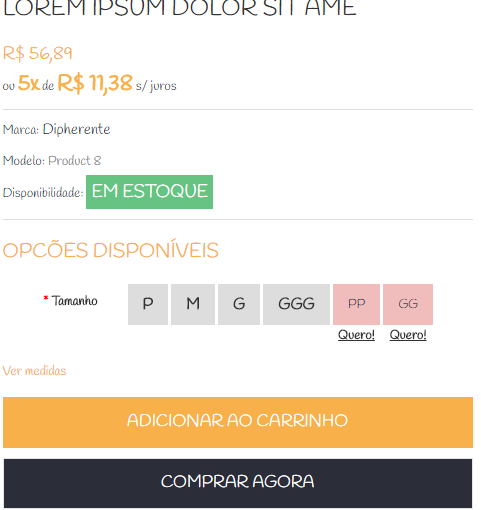 LOREM IPSUM DOLOR SIT AME
R$ 56,89
ou 5x de R$ 11,38 s/ juros
Marca: Dipherente
Modelo: Product 8
Disponibilidade: EM ESTOQUE
OPCÕES DISPONÍVEIS
* Tamanho P M G GGG PP GG
Quero! Quero!
Ver medidas
ADICIONAR AO CARRINHO
COMPRAR AGORA